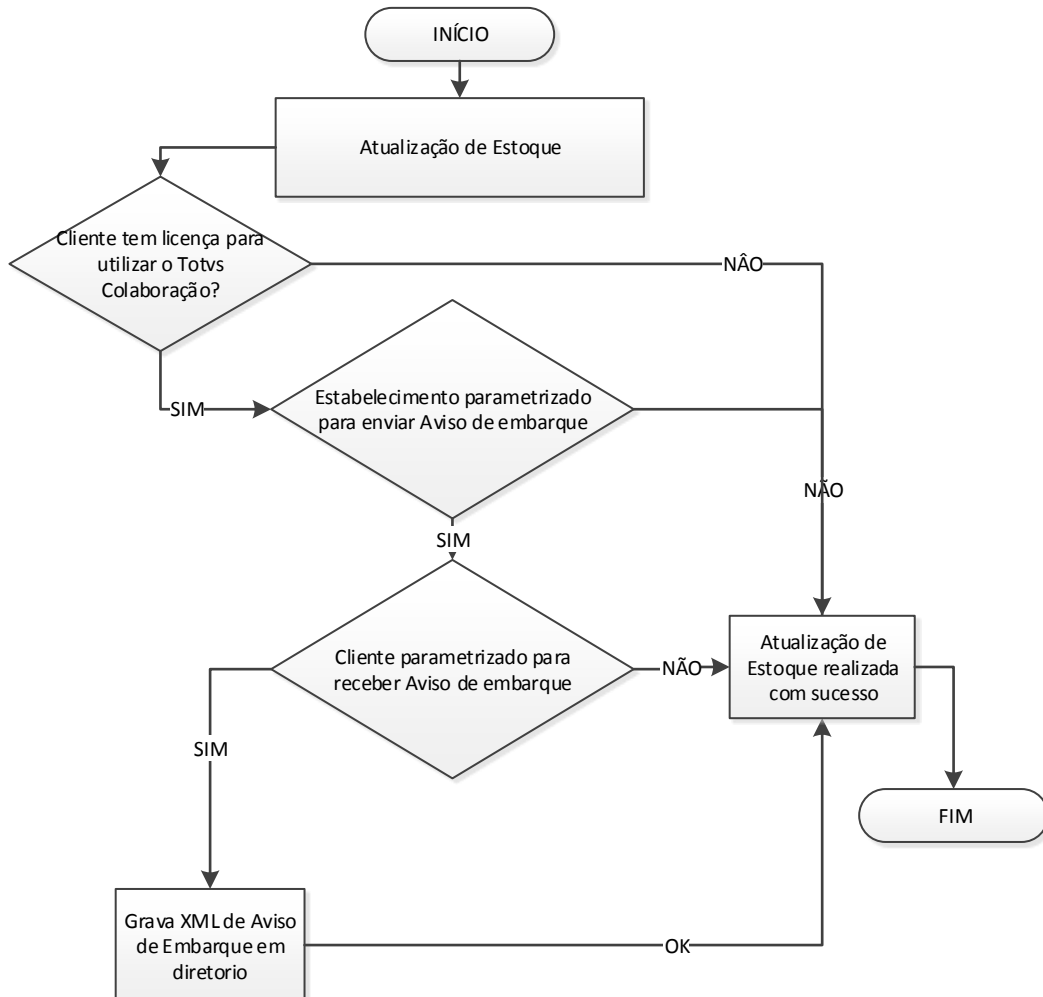 INÍCIO
Atualização de Estoque
Cliente tem licença para
utilizar o Totvs
Colaboração?
NÂO
SIM
Estabelecimento parametrizado
para enviar Aviso de embarque
NÃO
SIM
Cliente parametrizado para
receber Aviso de embarque
NÃO
Atualização de
Estoque realizada
com sucesso
SIM
FIM
Grava XML de Aviso
de Embarque em
diretorio
OK